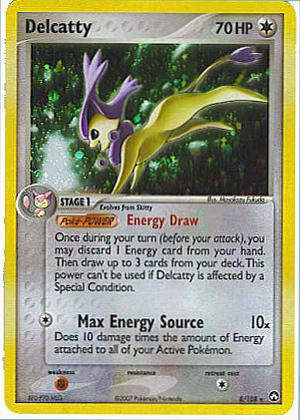 Delcatty 70 HP
Illus. Masakazu Fukuda
STAGE 1
Evolves from Skitty
Poké-POWER Energy Draw
Once during your turn (before your attack), you
may discard 1 Energy card from your hand.
Then draw up to 3 cards from your deck. This
power can't be used if Delcatty is affected by a
Special Condition.
Max Energy Source 10x
Does 10 damage times the amount of Energy
attached to all of your Active Pokémon.
weakness resistance retreat cost
©2007 Pokémon/Nintendo 8/108